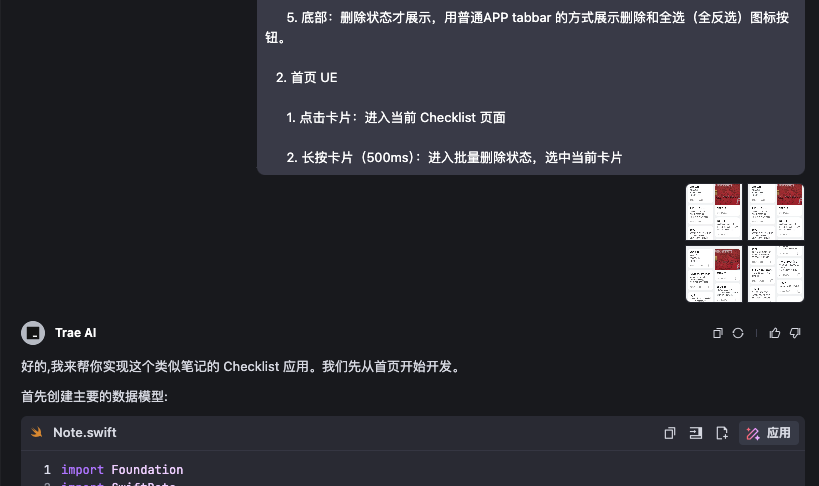 5. 底部：删除状态才展示，用普通APP tabbar 的方式展示删除和全选（全反选）图标按
钮。
2. 首页 UE
1. 点击卡片：进入当前 Checklist 页面
2. 长按卡片（500ms）：进入批量删除状态，选中当前卡片
Trae AI
好的,我来帮你实现这个类似笔记的 Checklist 应用。我们先从首页开始开发。
首先创建主要的数据模型:
Note.swift
应用
1 import Foundation
2 import SwiftData